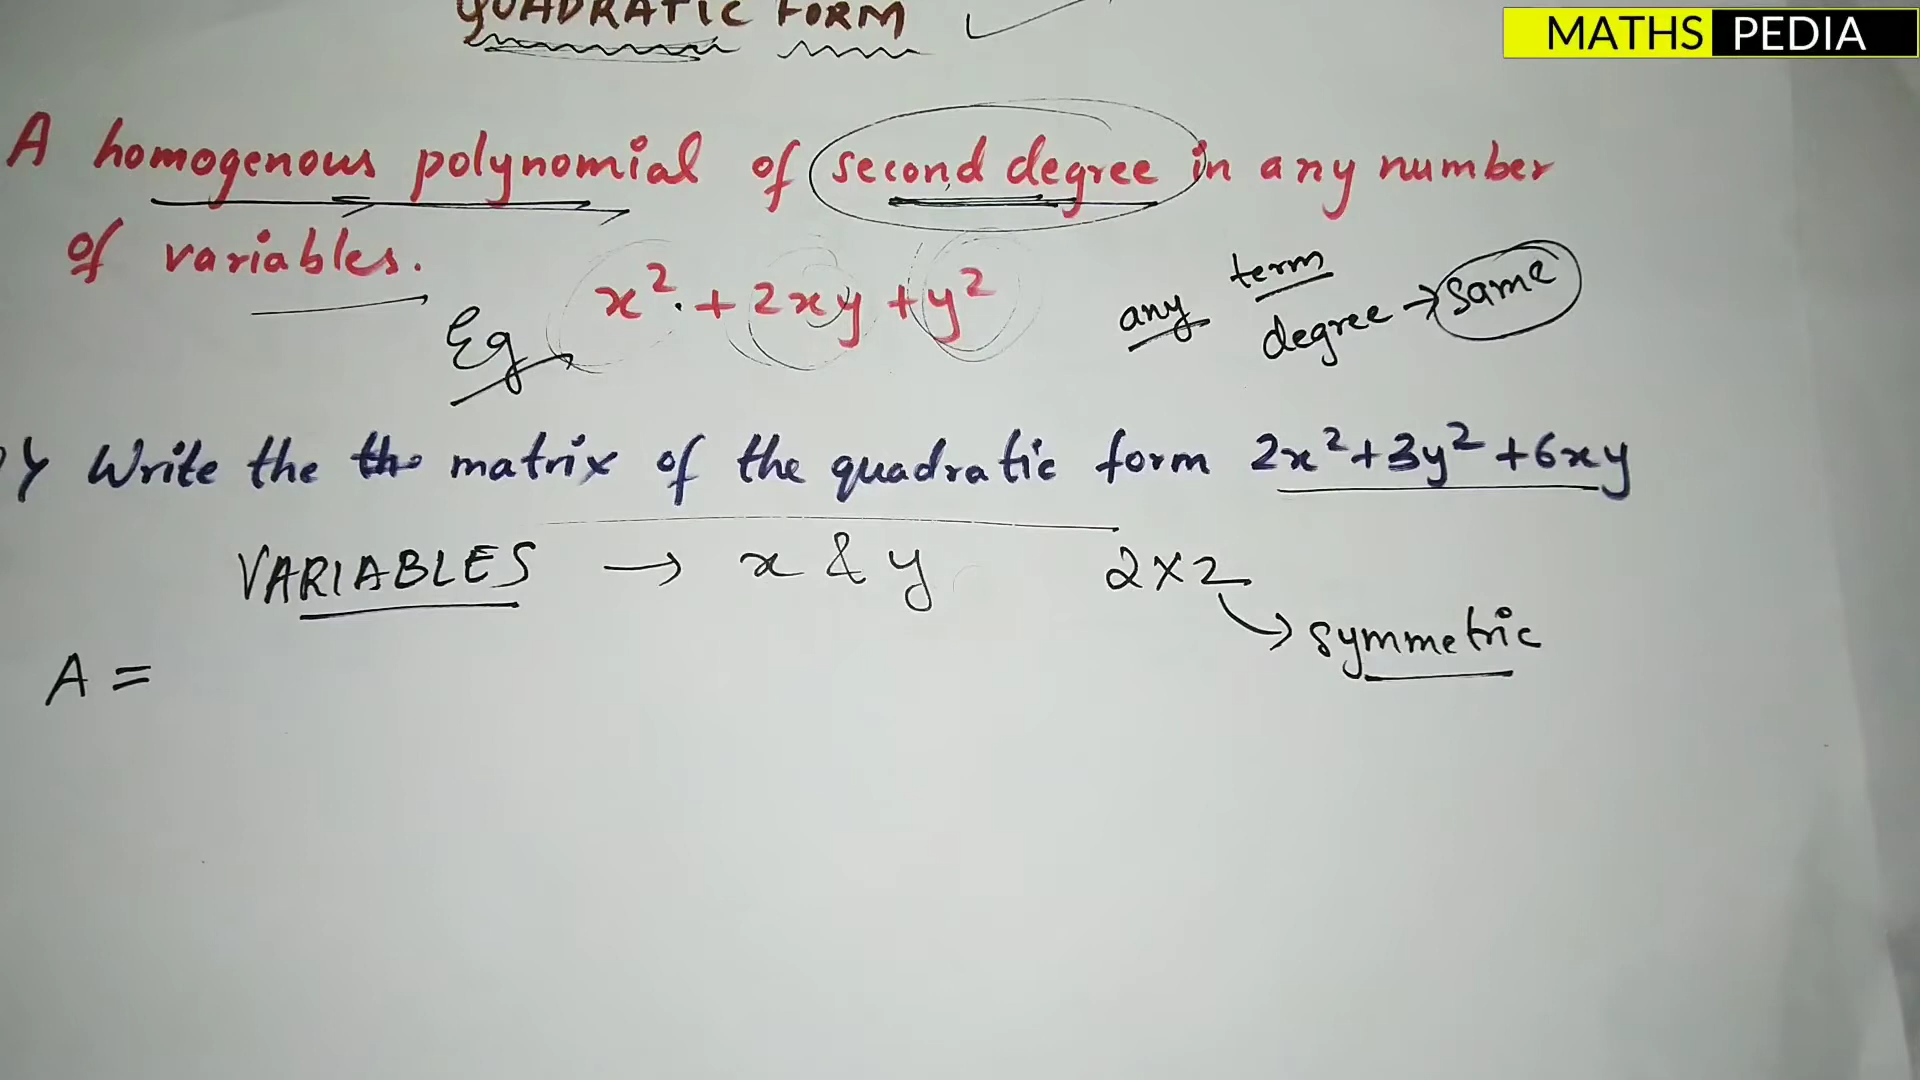 QUADRATIC FORM
MATHS PEDIA
A homogenous polynomial of second degree in any number
of variables.
Eg x² + 2xy + y²
any term
degree → same
Write the the matrix of the quadratic form 2x²+3y²+6xy
VARIABLES → x & y 2×2
→ symmetric
A =